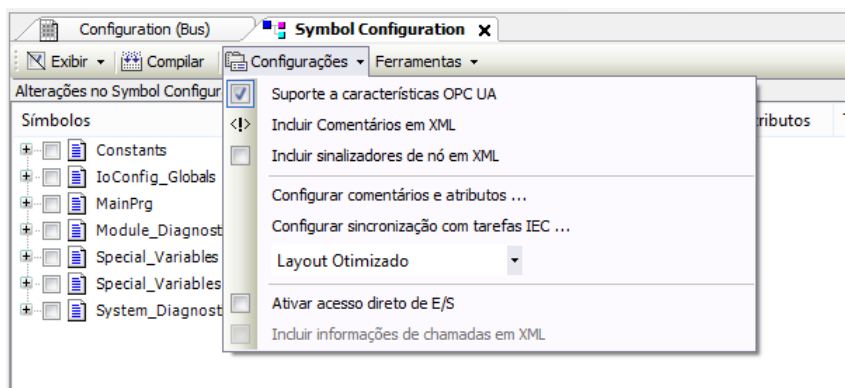 Configuration (Bus) Symbol Configuration X
Exibir Compilar Configurações Ferramentas
Alterações no Symbol Configur
Símbolos ributos
Constants
IoConfig_Globals
MainPrg
Module_Diagnost
Special_Variables
Special_Variables
System_Diagnost
Suporte a características OPC UA
Incluir Comentários em XML
Incluir sinalizadores de nó em XML
Configurar comentários e atributos ...
Configurar sincronização com tarefas IEC ...
Layout Otimizado
Ativar acesso direto de E/S
Incluir informações de chamadas em XML